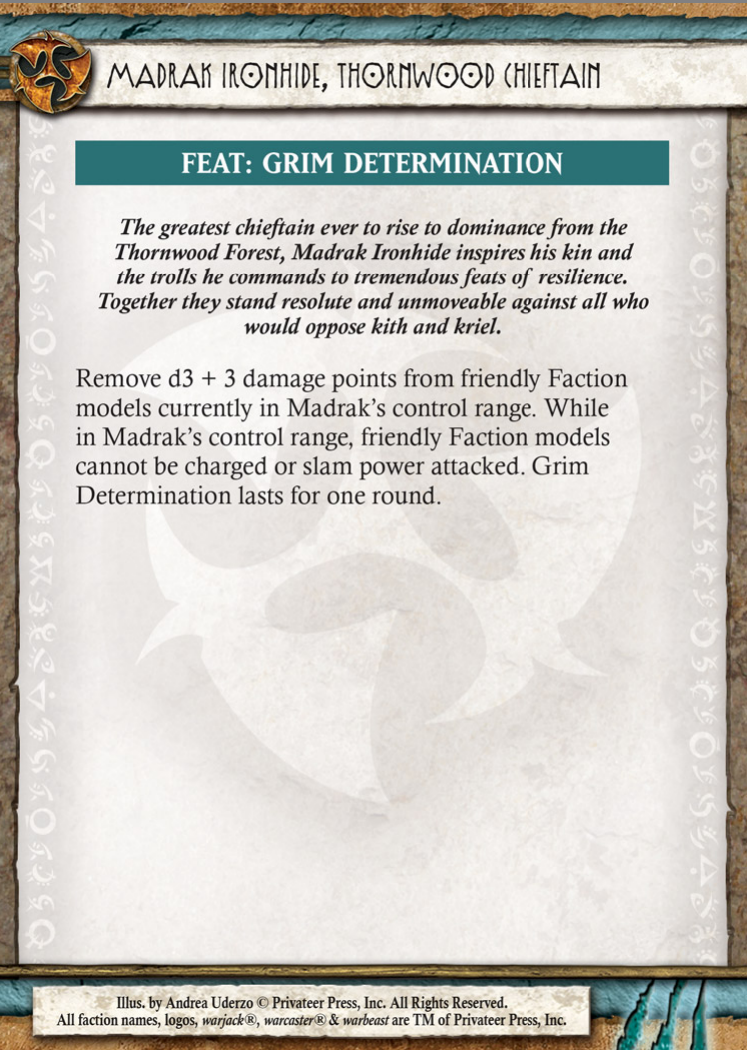 MADRAK IRONHIDE, THORNWOOD CHIEFTAIN
FEAT: GRIM DETERMINATION
The greatest chieftain ever to rise to dominance from the
Thornwood Forest, Madrak Ironhide inspires his kin and
the trolls he commands to tremendous feats of resilience.
Together they stand resolute and unmoveable against all who
would oppose kith and kriel.
Remove d3 + 3 damage points from friendly Faction
models currently in Madrak’s control range. While
in Madrak’s control range, friendly Faction models
cannot be charged or slam power attacked. Grim
Determination lasts for one round.
Illus. by Andrea Uderzo © Privateer Press, Inc. All Rights Reserved.
All faction names, logos, warjack®, warcaster® & warbeast are TM of Privateer Press, Inc.